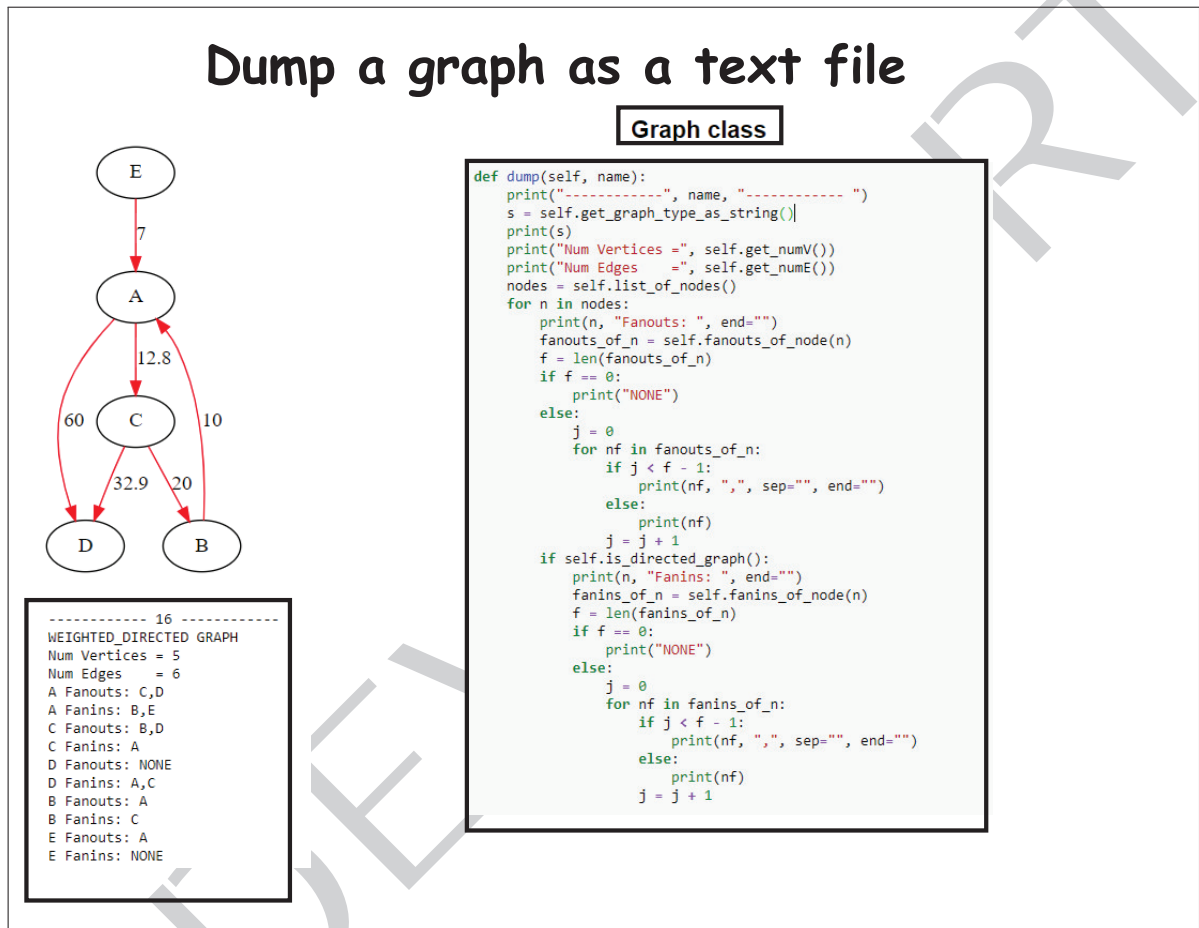 Dump a graph as a text file
Graph class
E
7
A
12.8
60
C
10
32.9
20
D
B
------------ 16 ------------
WEIGHTED_DIRECTED GRAPH
Num Vertices = 5
Num Edges    = 6
A Fanouts: C,D
A Fanins: B,E
C Fanouts: B,D
C Fanins: A
D Fanouts: NONE
D Fanins: A,C
B Fanouts: A
B Fanins: C
E Fanouts: A
E Fanins: NONE
def dump(self, name):
    print("------------", name, "------------ ")
    s = self.get_graph_type_as_string()
    print(s)
    print("Num Vertices =", self.get_numV())
    print("Num Edges    =", self.get_numE())
    nodes = self.list_of_nodes()
    for n in nodes:
        print(n, "Fanouts: ", end="")
        fanouts_of_n = self.fanouts_of_node(n)
        f = len(fanouts_of_n)
        if f == 0:
            print("NONE")
        else:
            j = 0
            for nf in fanouts_of_n:
                if j < f - 1:
                    print(nf, ",", sep="", end="")
                else:
                    print(nf)
                j = j + 1
        if self.is_directed_graph():
            print(n, "Fanins: ", end="")
            fanins_of_n = self.fanins_of_node(n)
            f = len(fanins_of_n)
            if f == 0:
                print("NONE")
            else:
                j = 0
                for nf in fanins_of_n:
                    if j < f - 1:
                        print(nf, ",", sep="", end="")
                    else:
                        print(nf)
                    j = j + 1